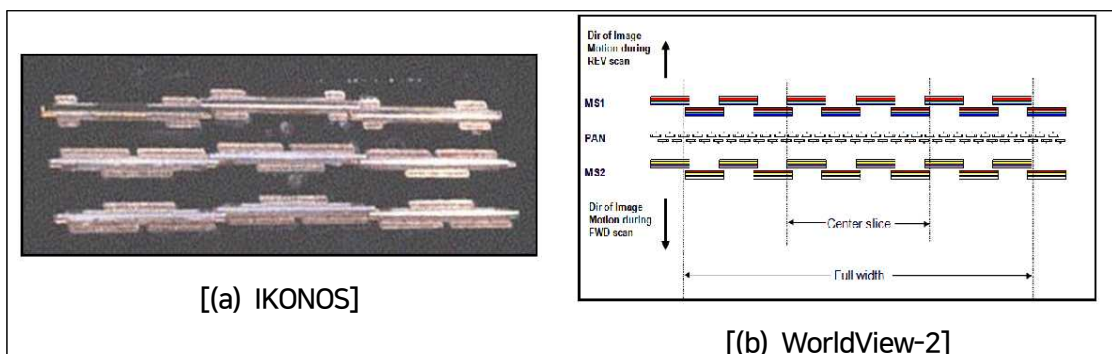 Dir of Image
Motion during
REV scan
MS1
PAN
MS2
Dir of Image
Motion during
FWD scan
Center slice
Full width
[(a) IKONOS]
[(b) WorldView-2]